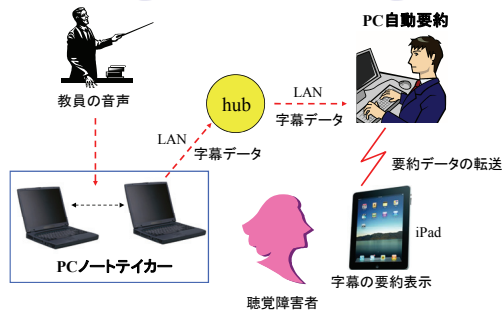 PC自動要約
教員の音声
hub
LAN
字幕データ
LAN
字幕データ
要約データの転送
PCノートテイカー
iPad
字幕の要約表示
聴覚障害者